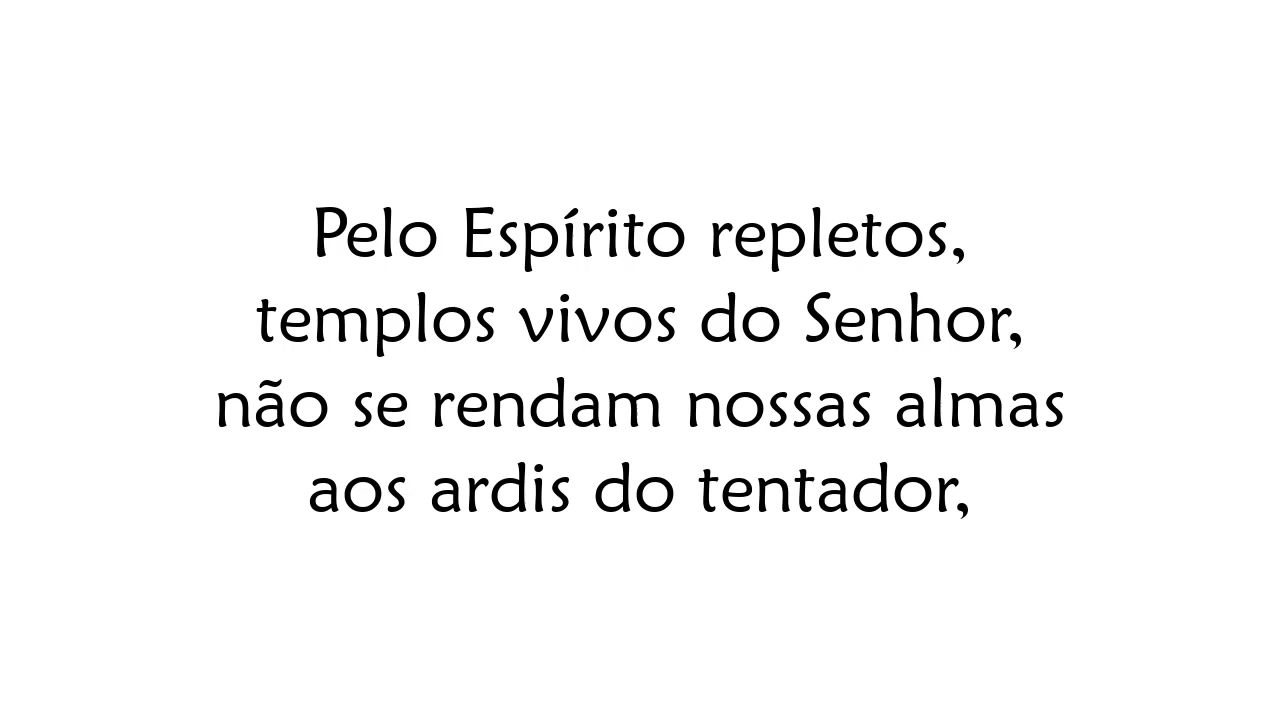 Pelo Espírito repletos,
templos vivos do Senhor,
não se rendam nossas almas
aos ardis do tentador,